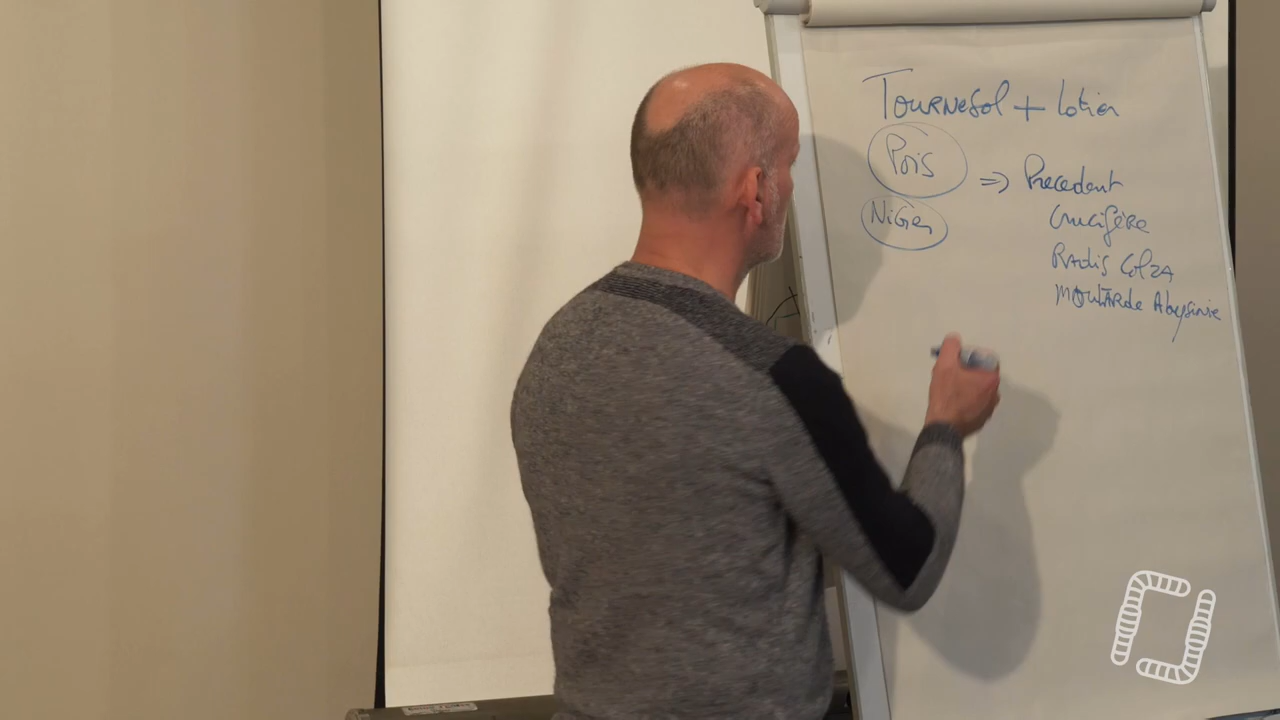 Tournesol + Lotier
Pois
=> Precedent
Niger
Crucifère
Radis Colza
Moutarde Abyssinie